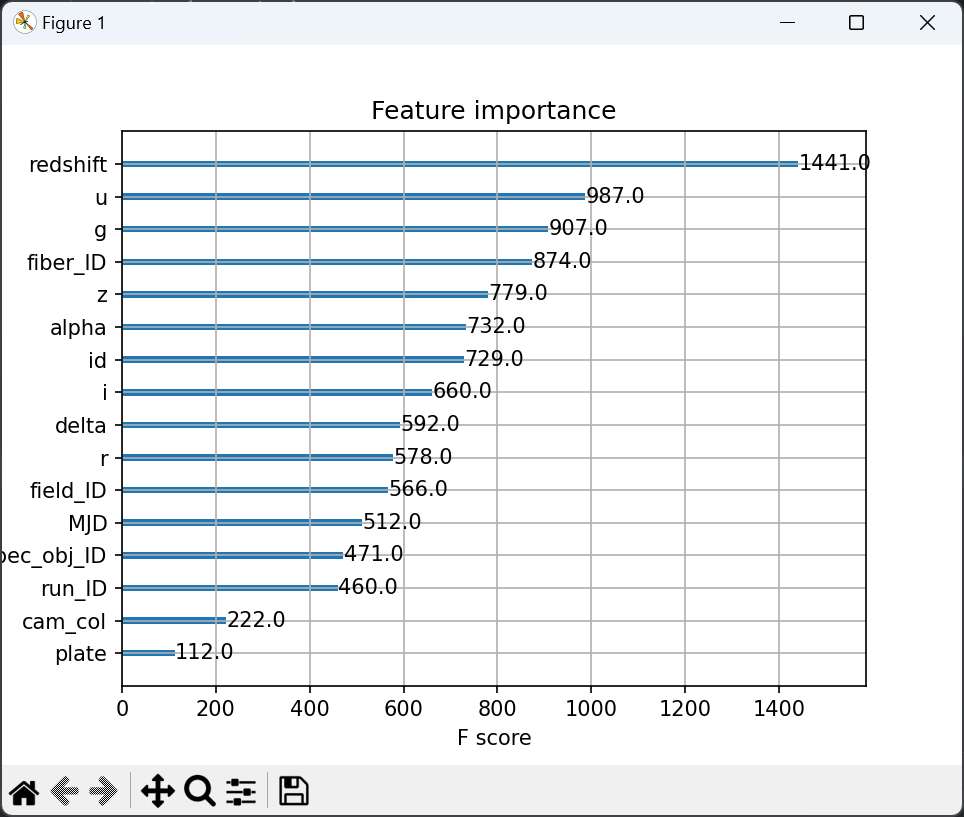 Figure 1
Feature importance
redshift 1441.0
u 987.0
g 907.0
fiber_ID 874.0
z 779.0
alpha 732.0
id 729.0
i 660.0
delta 592.0
r 578.0
field_ID 566.0
MJD 512.0
pec_obj_ID 471.0
run_ID 460.0
cam_col 222.0
plate 112.0
0 200 400 600 800 1000 1200 1400
F score